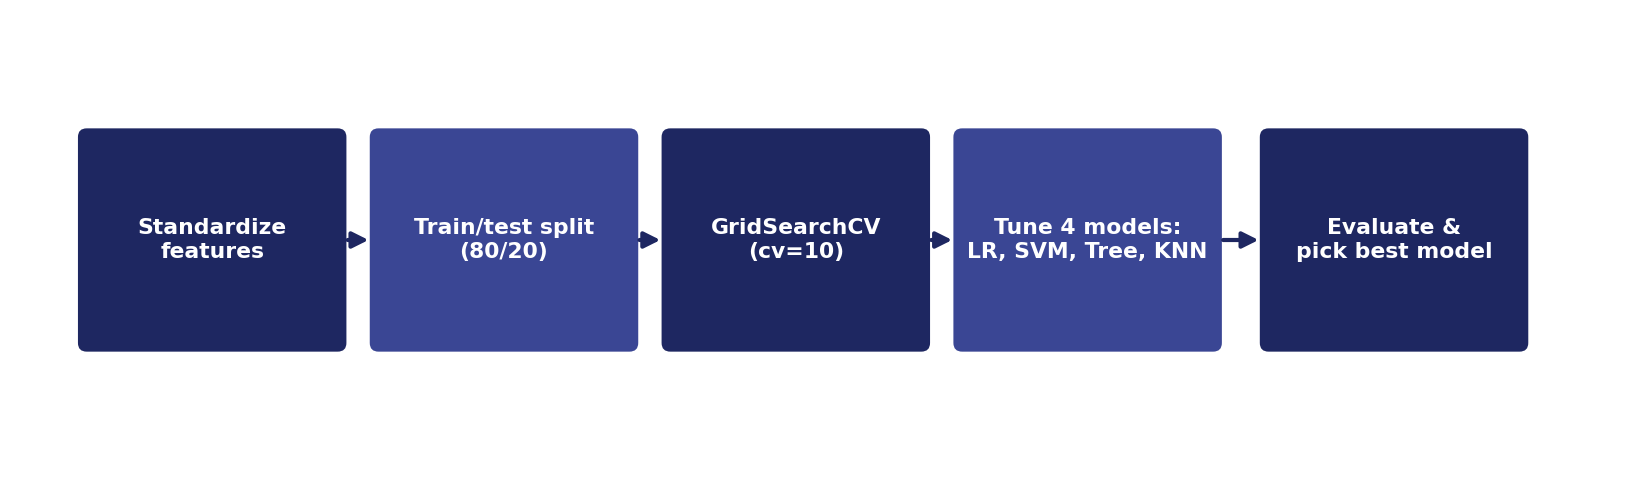 Standardize
features
Train/test split
(80/20)
GridSearchCV
(cv=10)
Tune 4 models:
LR, SVM, Tree, KNN
Evaluate &
pick best model